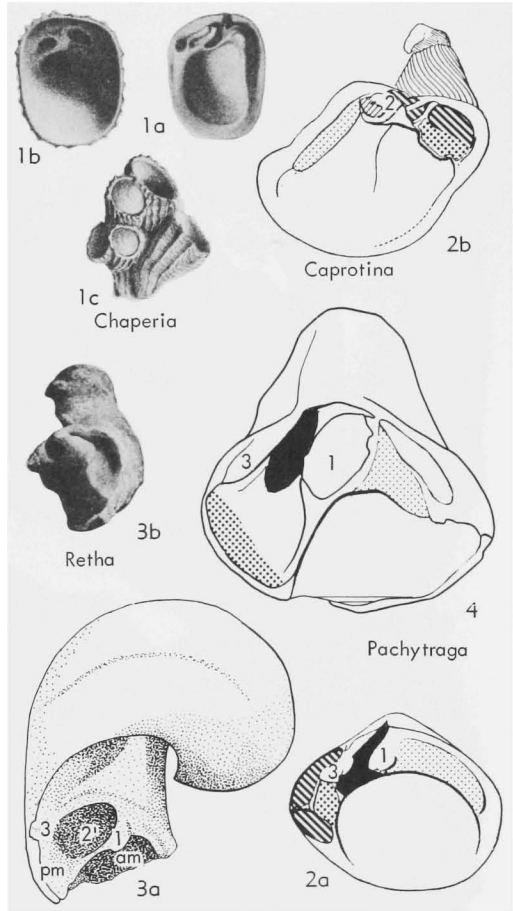 1b
1a
2
2b
Caprotina
1c
Chaperia
3b
Retha
3
1
4
Pachytraga
3
2'
1
am
pm
3a
3
1
2a